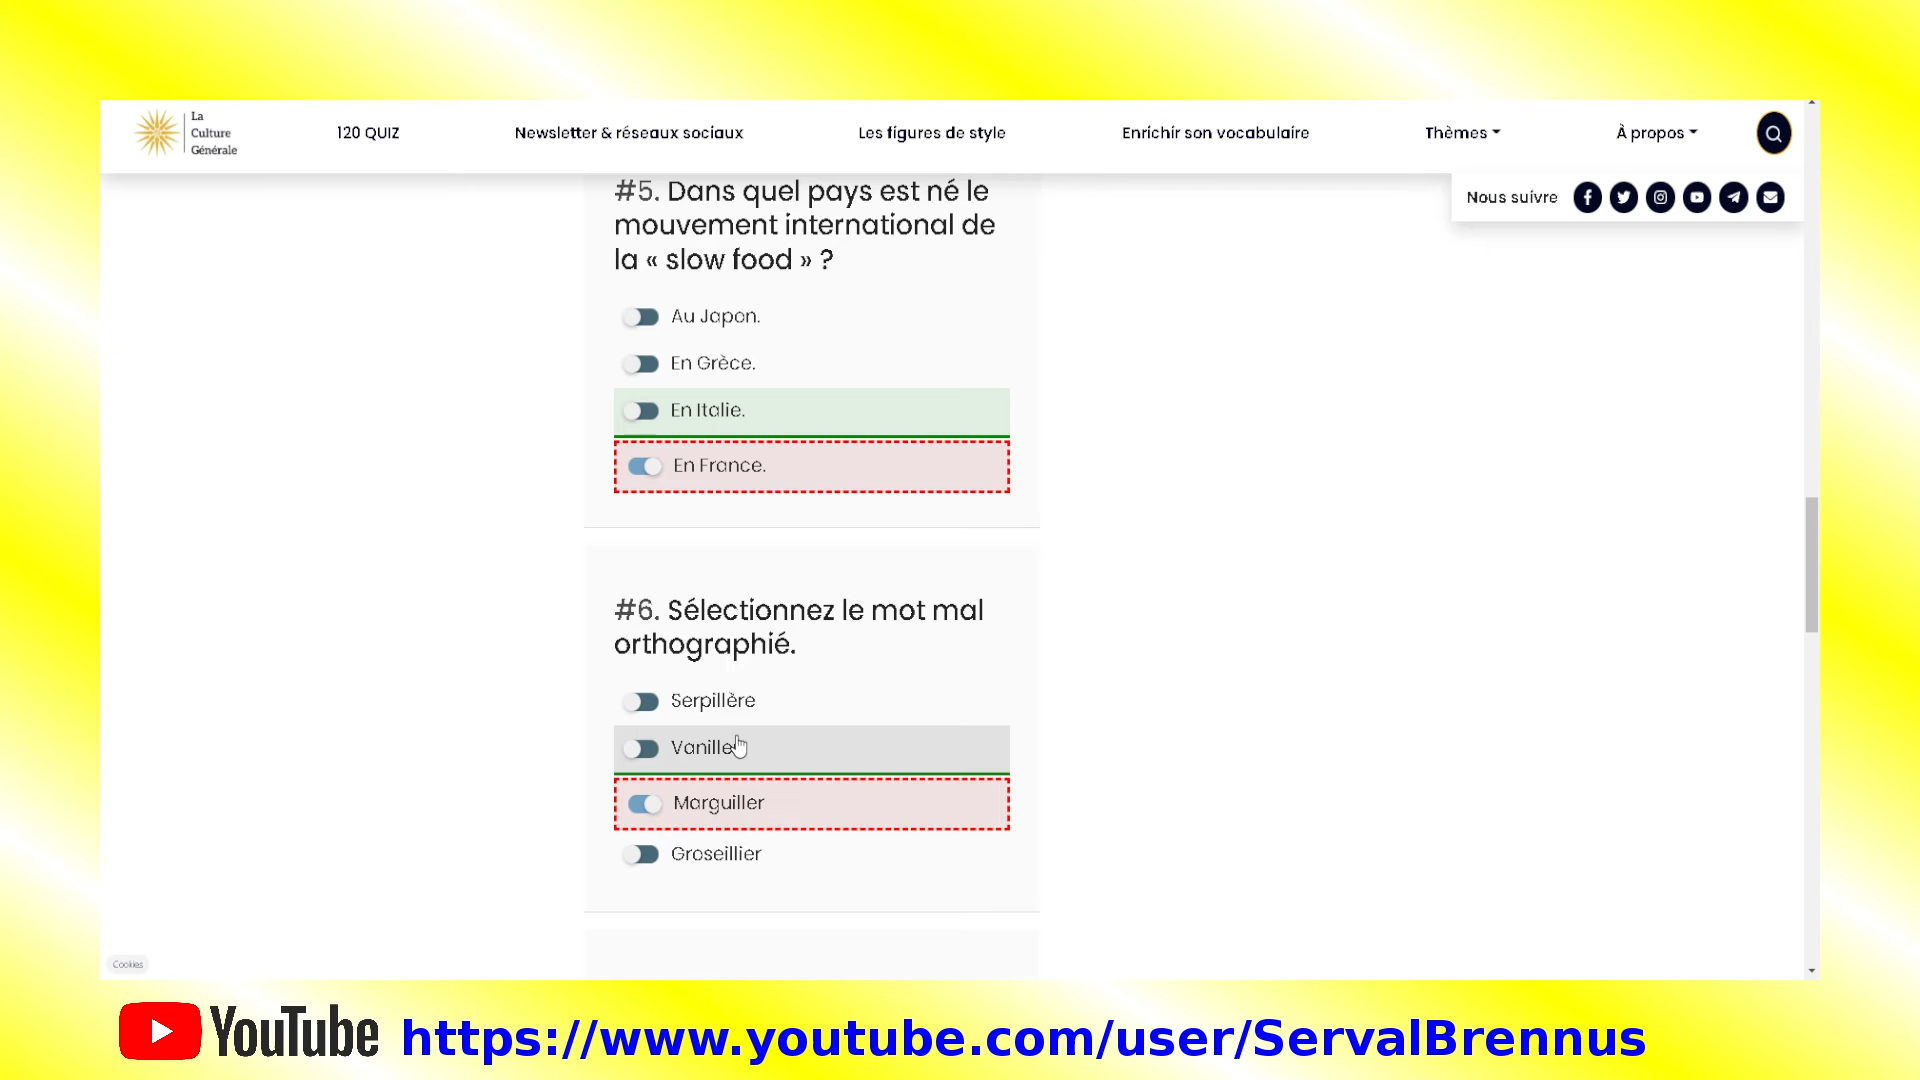 La
Culture
Générale
120 QUIZ
Newsletter & réseaux sociaux
Les figures de style
Enrichir son vocabulaire
Thèmes
À propos
Nous suivre
#5. Dans quel pays est né le
mouvement international de
la « slow food » ?
Au Japon.
En Grèce.
En Italie.
En France.
#6. Sélectionnez le mot mal
orthographié.
Serpillère
Vanille
Marguiller
Groseillier
Cookies
YouTube https://www.youtube.com/user/ServalBrennus